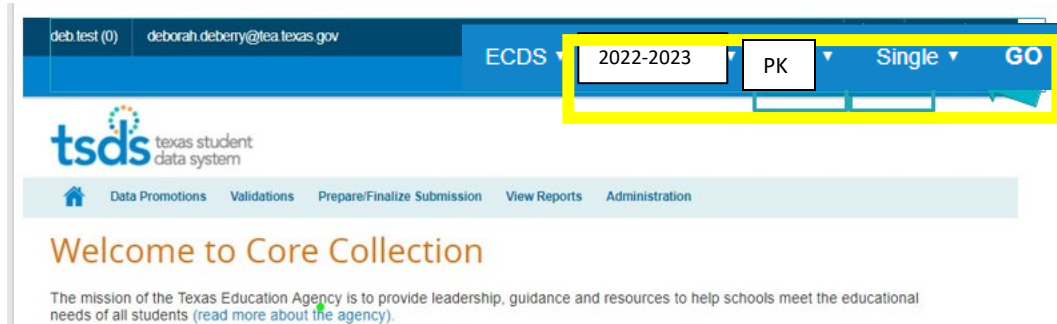 deb.test (0) deborah.deberry@tea.texas.gov
ECDS 2022-2023 PK Single GO
tsds texas student data system
Data Promotions Validations Prepare/Finalize Submission View Reports Administration
Welcome to Core Collection
The mission of the Texas Education Agency is to provide leadership, guidance and resources to help schools meet the educational
needs of all students (read more about the agency).